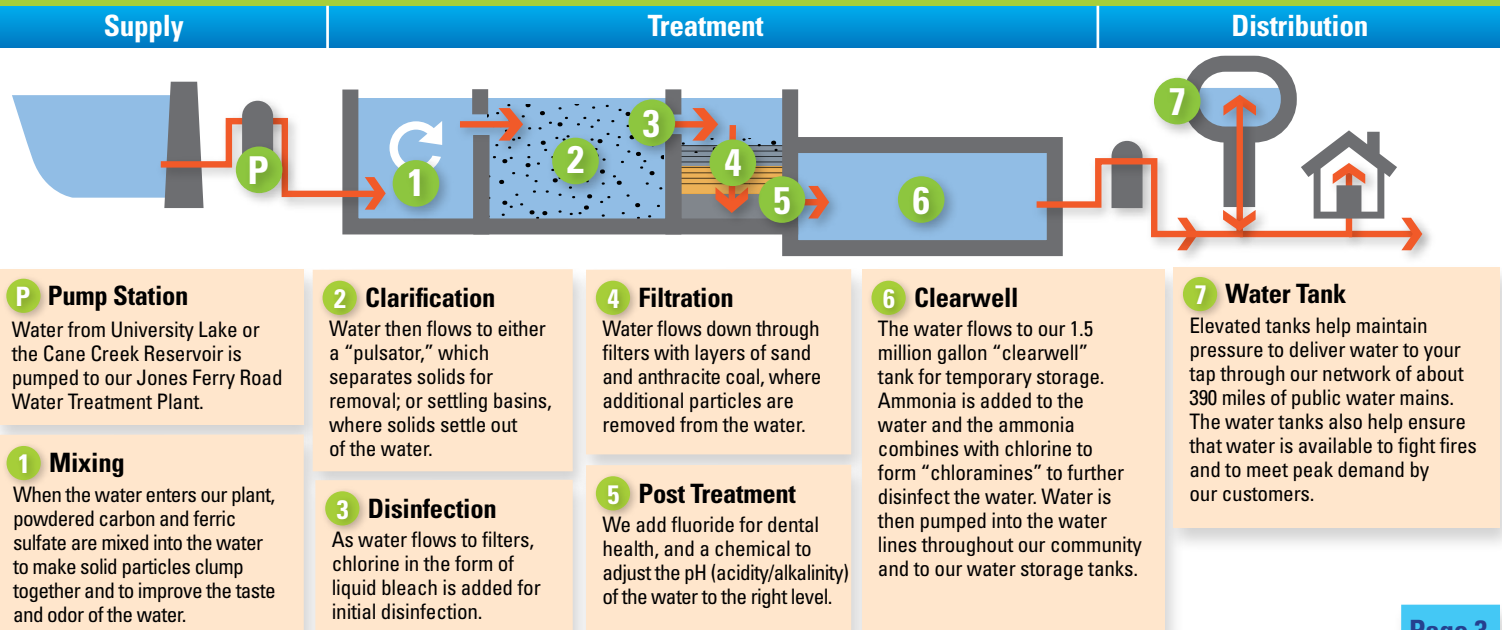 Supply
Treatment
Distribution
P
1
2
3
4
5
6
7
P Pump Station
Water from University Lake or
the Cane Creek Reservoir is
pumped to our Jones Ferry Road
Water Treatment Plant.
1 Mixing
When the water enters our plant,
powdered carbon and ferric
sulfate are mixed into the water
to make solid particles clump
together and to improve the taste
and odor of the water.
2 Clarification
Water then flows to either
a “pulsator,” which
separates solids for
removal; or settling basins,
where solids settle out
of the water.
3 Disinfection
As water flows to filters,
chlorine in the form of
liquid bleach is added for
initial disinfection.
4 Filtration
Water flows down through
filters with layers of sand
and anthracite coal, where
additional particles are
removed from the water.
5 Post Treatment
We add fluoride for dental
health, and a chemical to
adjust the pH (acidity/alkalinity)
of the water to the right level.
6 Clearwell
The water flows to our 1.5
million gallon “clearwell”
tank for temporary storage.
Ammonia is added to the
water and the ammonia
combines with chlorine to
form “chloramines” to further
disinfect the water. Water is
then pumped into the water
lines throughout our community
and to our water storage tanks.
7 Water Tank
Elevated tanks help maintain
pressure to deliver water to your
tap through our network of about
390 miles of public water mains.
The water tanks also help ensure
that water is available to fight fires
and to meet peak demand by
our customers.
Page 3